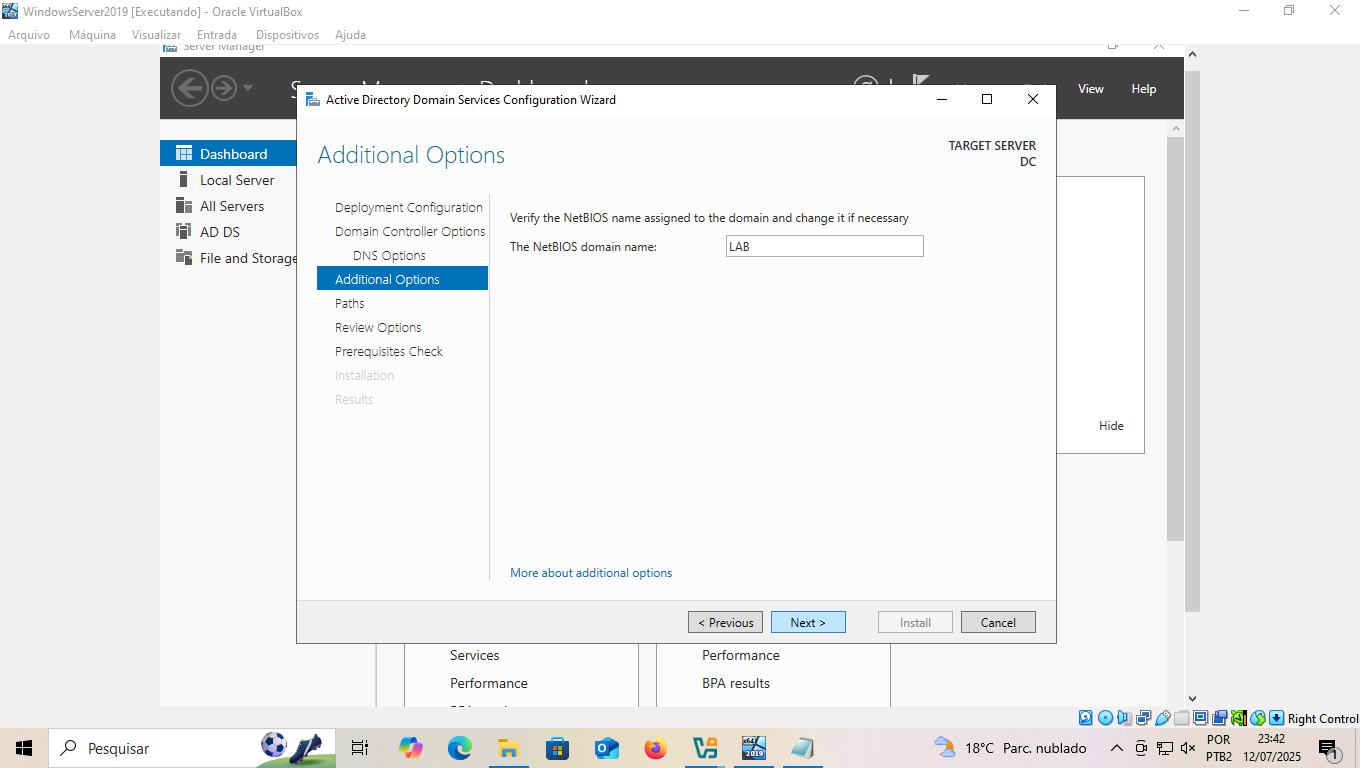 WindowsServer2019 [Executando] - Oracle VirtualBox
Arquivo Máquina Visualizar Entrada Dispositivos Ajuda
Server Manager
View Help
Active Directory Domain Services Configuration Wizard
Additional Options
TARGET SERVER
DC
Dashboard
Local Server
All Servers
AD DS
File and Storage
Deployment Configuration
Domain Controller Options
DNS Options
Additional Options
Paths
Review Options
Prerequisites Check
Installation
Results
Verify the NetBIOS name assigned to the domain and change it if necessary
The NetBIOS domain name: LAB
More about additional options
Hide
< Previous Next > Install Cancel
Services Performance
Performance BPA results
Right Control
Pesquisar
18°C Parc. nublado
POR
PTB2
23:42
12/07/2025
1